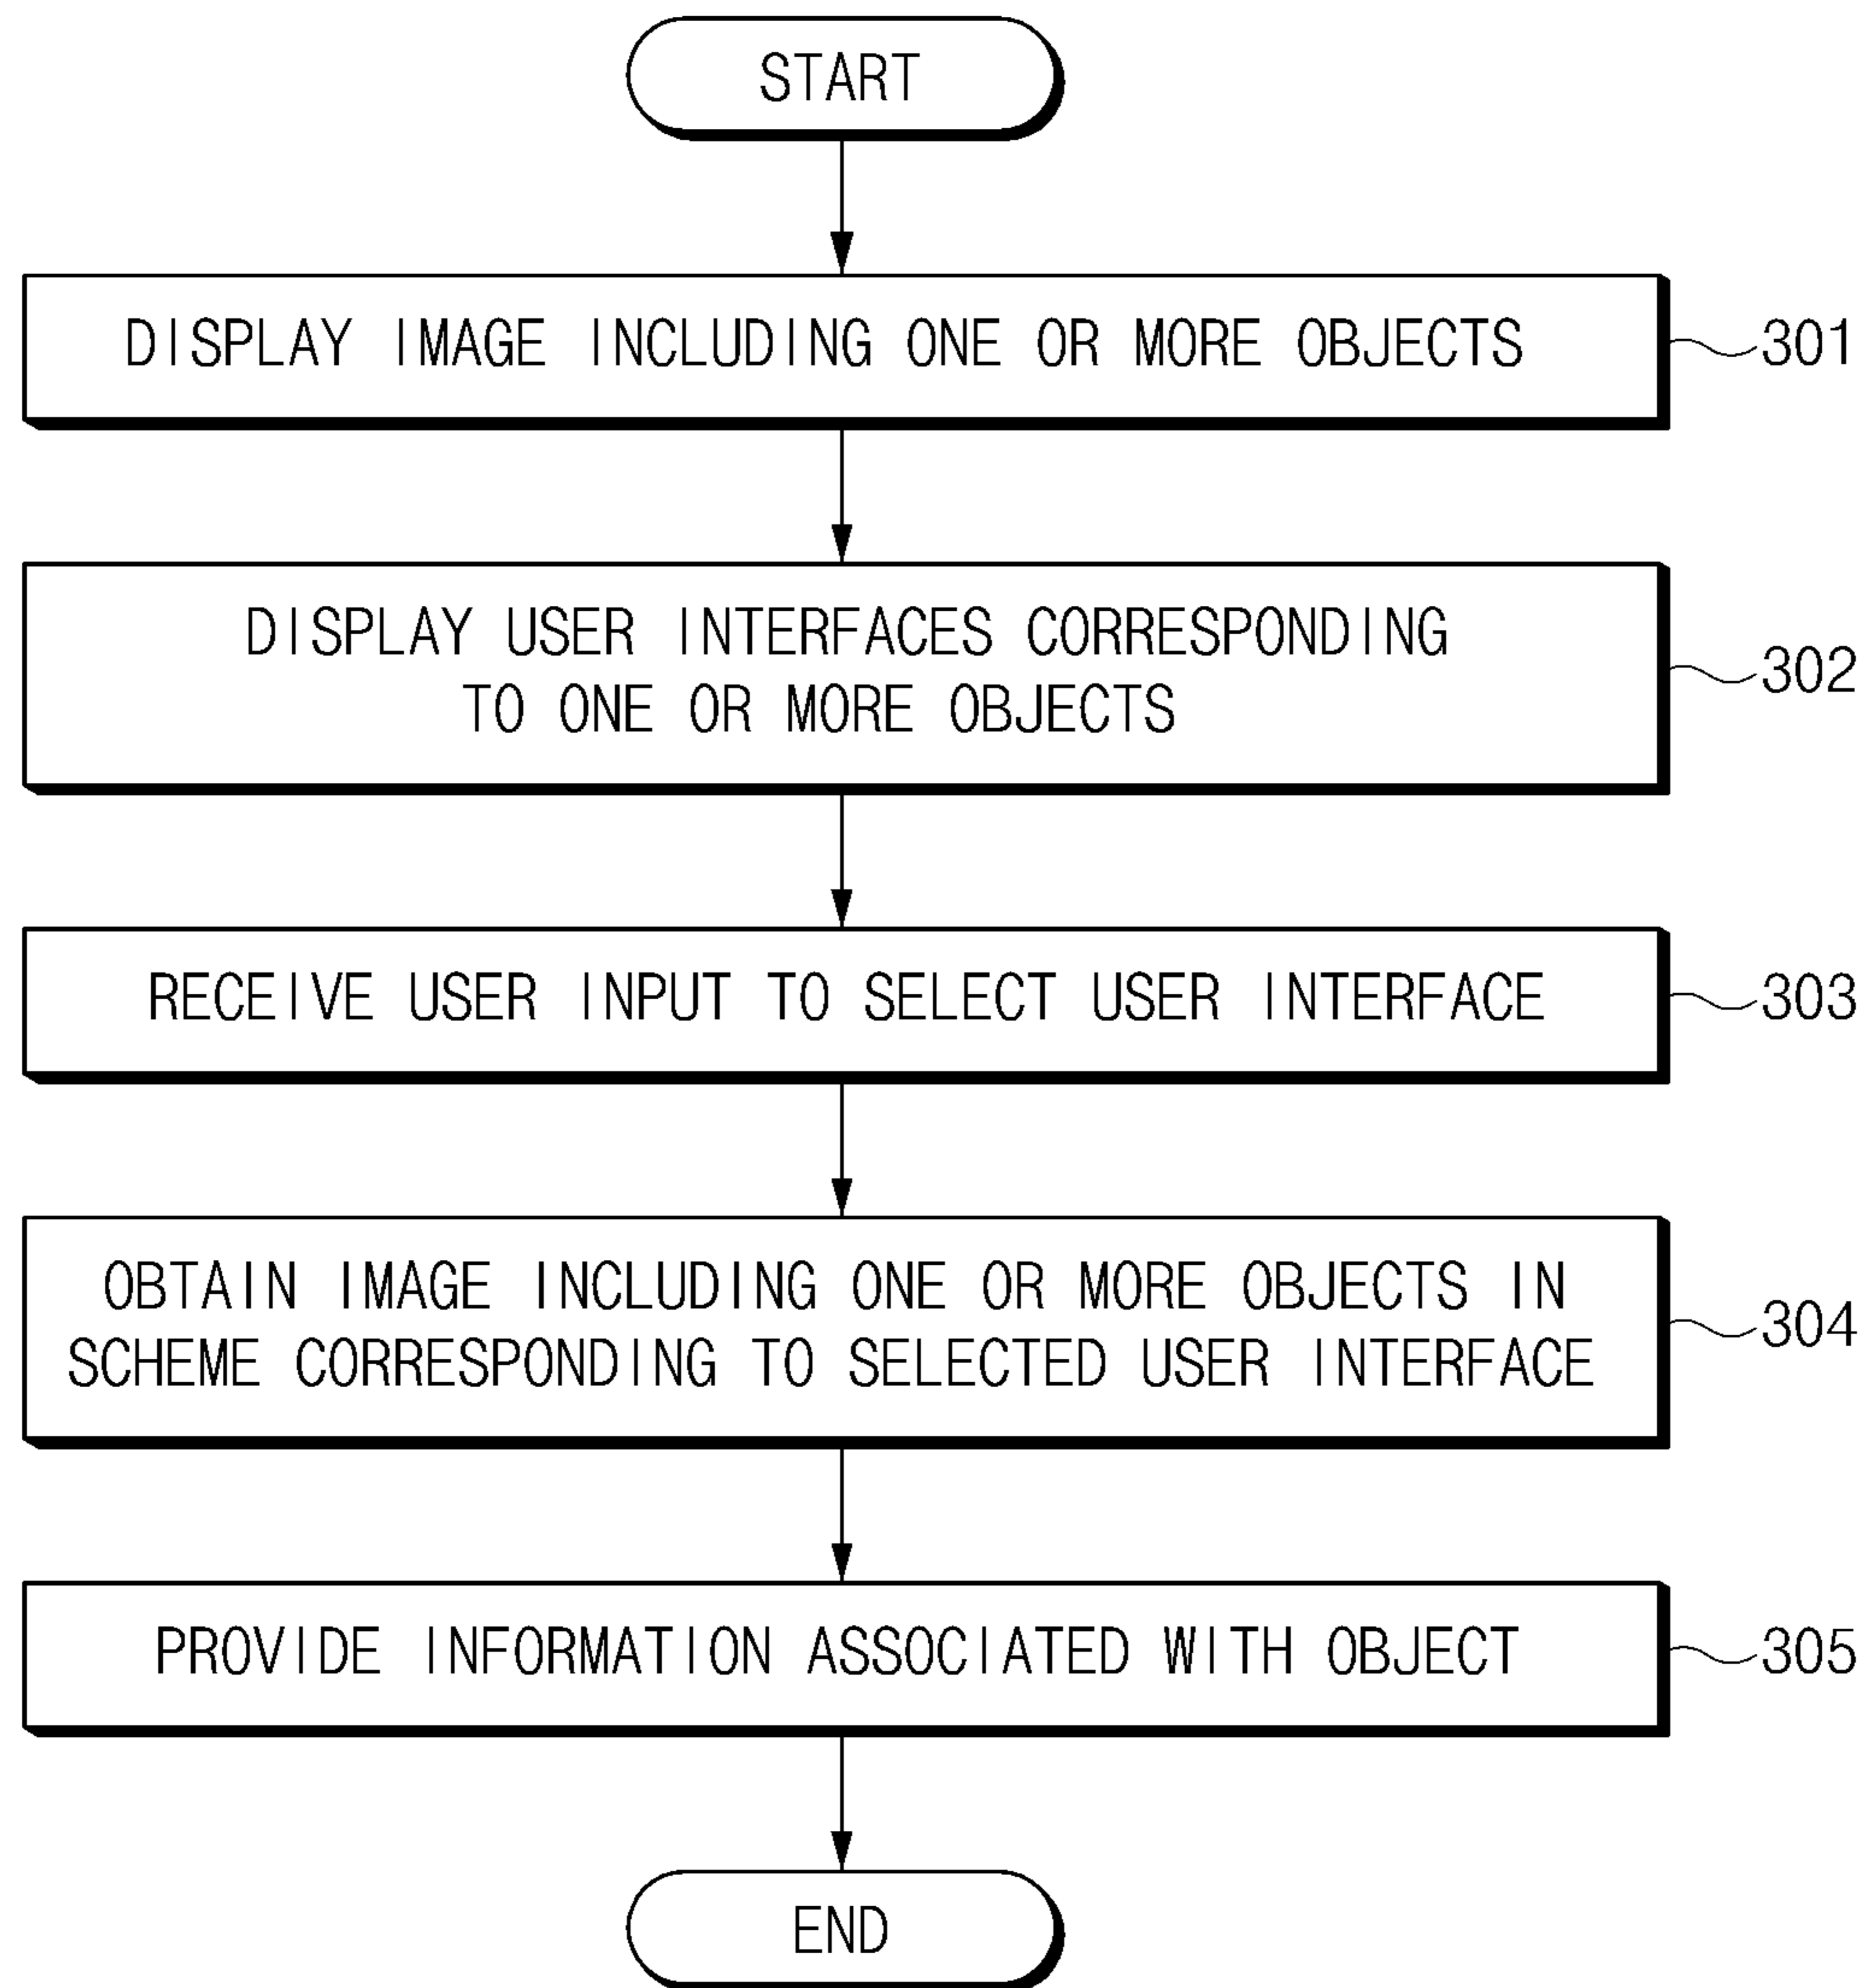 START
DISPLAY IMAGE INCLUDING ONE OR MORE OBJECTS
301
DISPLAY USER INTERFACES CORRESPONDING
TO ONE OR MORE OBJECTS
302
RECEIVE USER INPUT TO SELECT USER INTERFACE
303
OBTAIN IMAGE INCLUDING ONE OR MORE OBJECTS IN
SCHEME CORRESPONDING TO SELECTED USER INTERFACE
304
PROVIDE INFORMATION ASSOCIATED WITH OBJECT
305
END